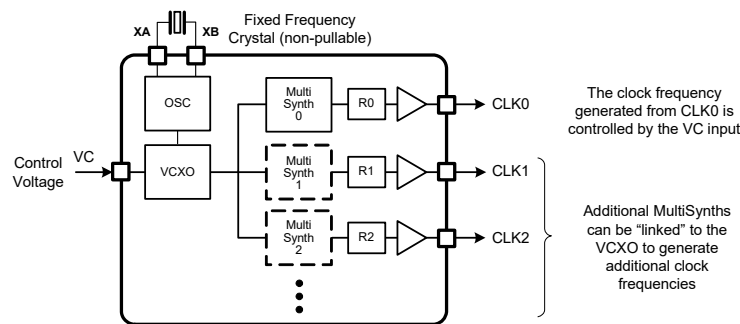 XA
XB
Fixed Frequency
Crystal (non-pullable)
OSC
Multi
Synth
0
R0
CLK0
The clock frequency
generated from CLK0 is
controlled by the VC input
Control
Voltage
VC
VCXO
Multi
Synth
1
R1
CLK1
Multi
Synth
2
R2
CLK2
Additional MultiSynths
can be “linked” to the
VCXO to generate
additional clock
frequencies